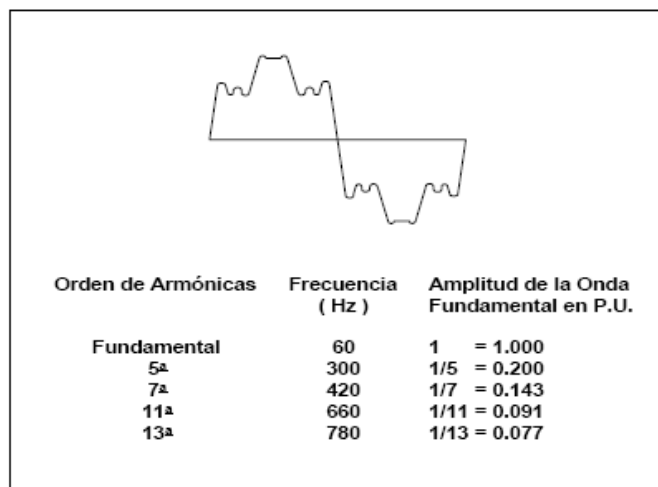 Orden de Armónicas Frecuencia Amplitud de la Onda
( Hz ) Fundamental en P.U.
Fundamental 60 1 = 1.000
5ª 300 1/5 = 0.200
7ª 420 1/7 = 0.143
11ª 660 1/11 = 0.091
13ª 780 1/13 = 0.077